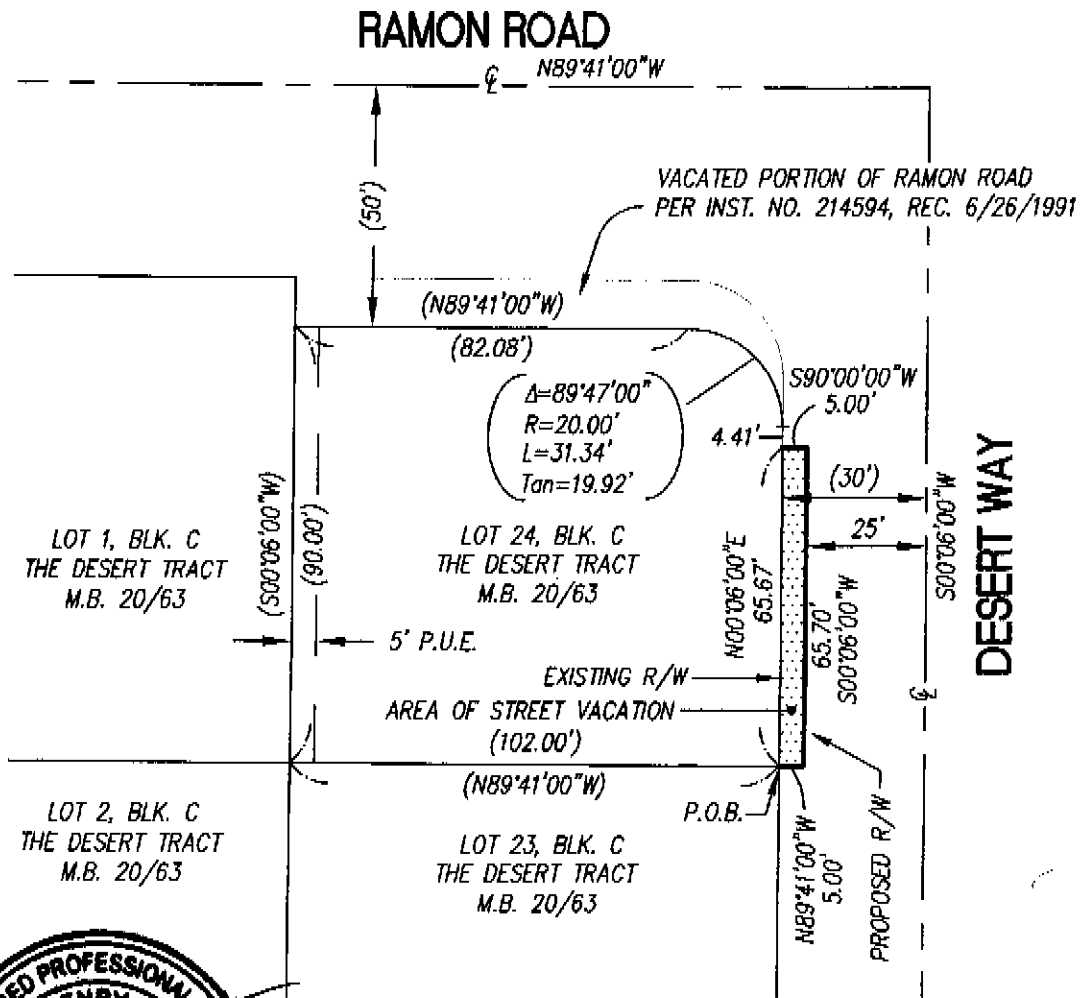 RAMON ROAD
℄ N89°41'00"W
(50')
VACATED PORTION OF RAMON ROAD
PER INST. NO. 214594, REC. 6/26/1991
(N89°41'00"W)
(82.08')
Δ=89°47'00"
R=20.00'
L=31.34'
Tan=19.92'
S90°00'00"W
5.00'
4.41'
(30')
25'
S00°06'00"W
DESERT WAY
℄
LOT 1, BLK. C
THE DESERT TRACT
M.B. 20/63
(S00°06'00"W)
(90.00')
LOT 24, BLK. C
THE DESERT TRACT
M.B. 20/63
N00°06'00"E
65.67'
65.70'
S00°06'00"W
5' P.U.E.
EXISTING R/W
AREA OF STREET VACATION
(102.00')
(N89°41'00"W)
P.O.B.
N89°41'00"W
5.00'
PROPOSED R/W
LOT 2, BLK. C
THE DESERT TRACT
M.B. 20/63
LOT 23, BLK. C
THE DESERT TRACT
M.B. 20/63
PROFESSIONAL